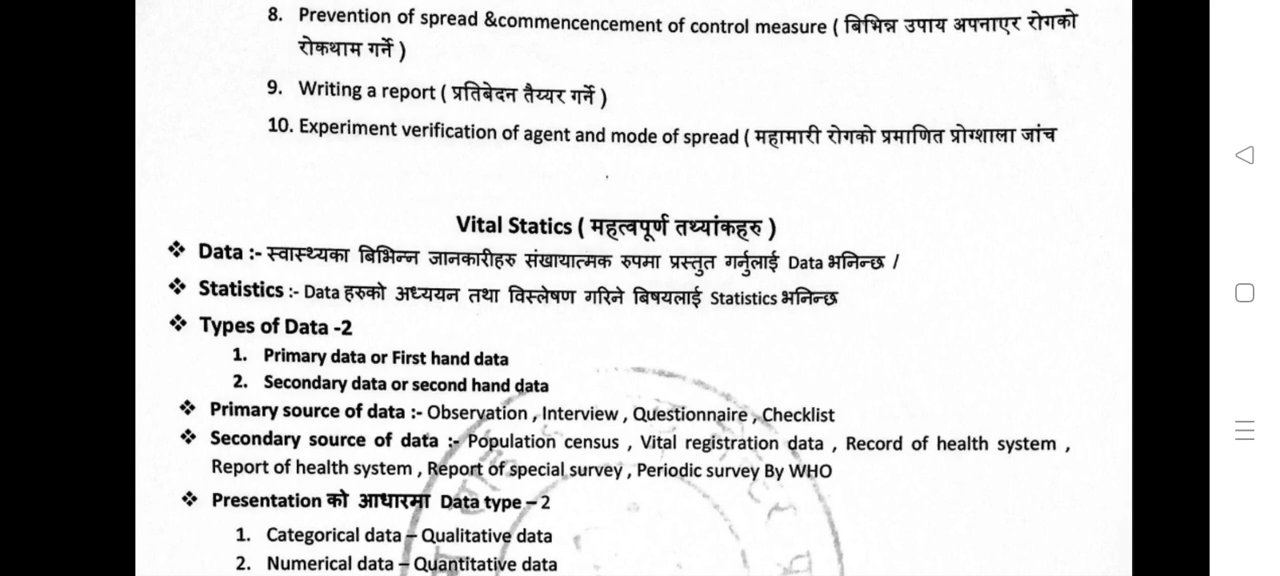 8. Prevention of spread &commencencement of control measure ( बिभिन्न उपाय अपनाएर रोगको
रोकथाम गर्ने )
9. Writing a report ( प्रतिबेदन तैय्यर गर्ने )
10. Experiment verification of agent and mode of spread ( महामारी रोगको प्रमाणित प्रोग्शाला जांच
Vital Statics ( महत्वपूर्ण तथ्यांकहरु )
❖ Data :- स्वास्थ्यका बिभिन्न जानकारीहरु संखायात्मक रुपमा प्रस्तुत गर्नुलाई Data भनिन्छ /
❖ Statistics :- Data हरुको अध्ययन तथा विस्लेषण गरिने बिषयलाई Statistics भनिन्छ
❖ Types of Data -2
1. Primary data or First hand data
2. Secondary data or second hand data
❖ Primary source of data :- Observation , Interview , Questionnaire , Checklist
❖ Secondary source of data :- Population census , Vital registration data , Record of health system ,
Report of health system , Report of special survey , Periodic survey By WHO
❖ Presentation को आधारमा Data type – 2
1. Categorical data – Qualitative data
2. Numerical data – Quantitative data